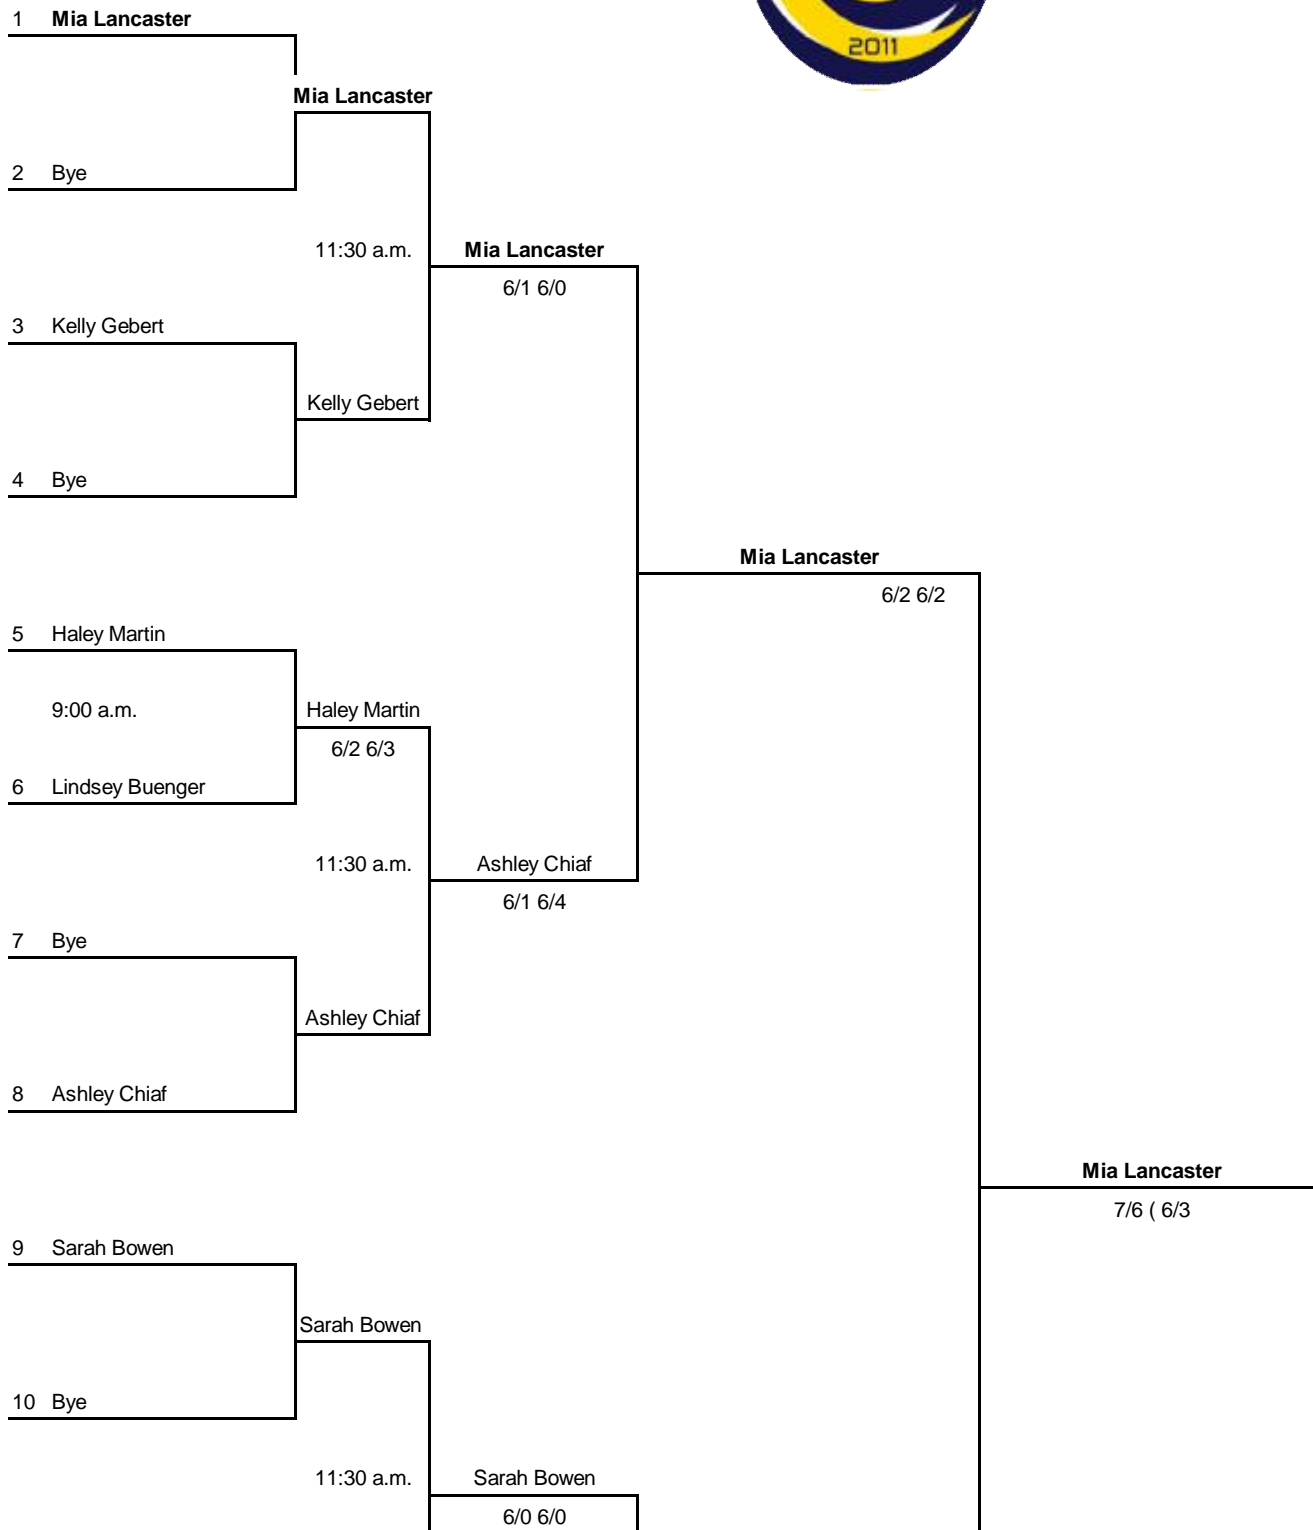 2011
1 Mia Lancaster
Mia Lancaster
2 Bye
11:30 a.m. Mia Lancaster
6/1 6/0
3 Kelly Gebert
Kelly Gebert
4 Bye
Mia Lancaster
6/2 6/2
5 Haley Martin
9:00 a.m. Haley Martin
6/2 6/3
6 Lindsey Buenger
11:30 a.m. Ashley Chiaf
6/1 6/4
7 Bye
Ashley Chiaf
8 Ashley Chiaf
Mia Lancaster
7/6 ( 6/3
9 Sarah Bowen
Sarah Bowen
10 Bye
11:30 a.m. Sarah Bowen
6/0 6/0